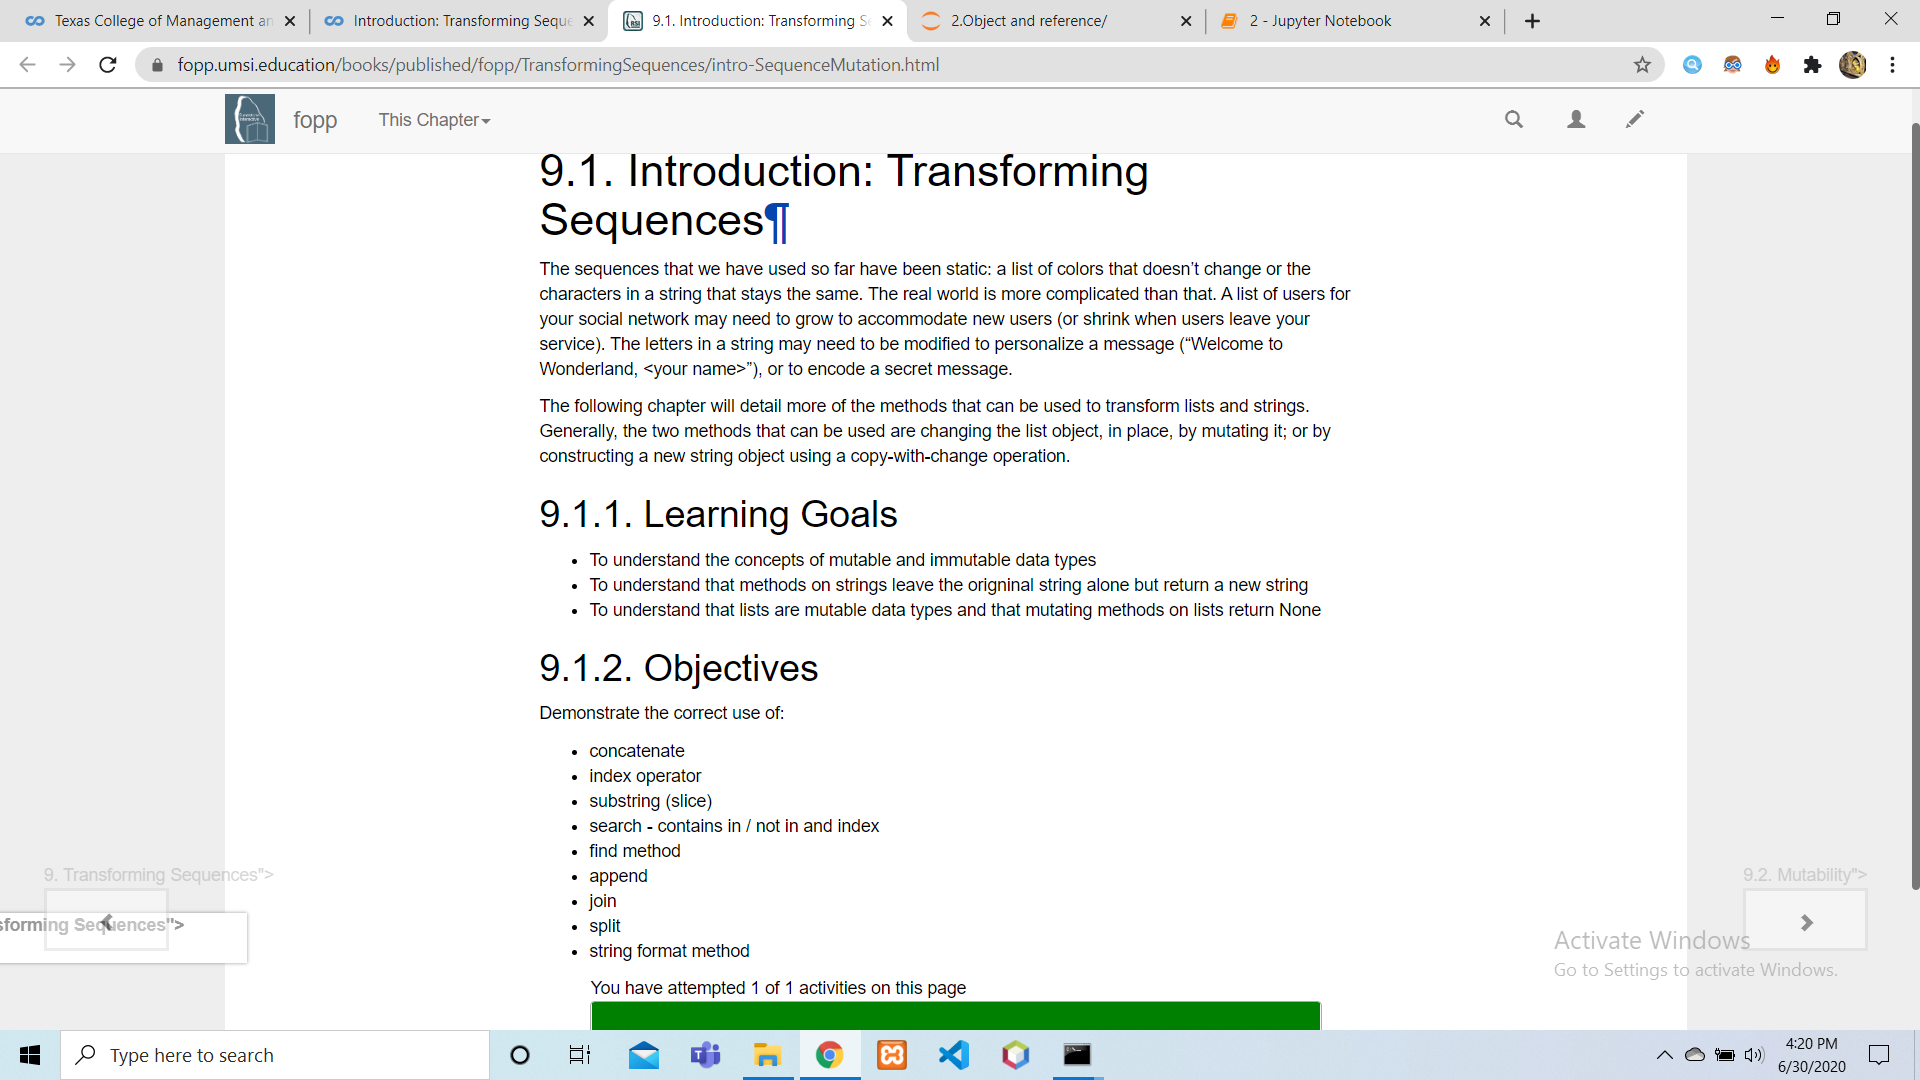 Texas College of Management an
Introduction: Transforming Seque
9.1. Introduction: Transforming Se
2.Object and reference/
2 - Jupyter Notebook
fopp.umsi.education/books/published/fopp/TransformingSequences/intro-SequenceMutation.html
fopp
This Chapter
9.1. Introduction: Transforming
Sequences¶
The sequences that we have used so far have been static: a list of colors that doesn’t change or the
characters in a string that stays the same. The real world is more complicated than that. A list of users for
your social network may need to grow to accommodate new users (or shrink when users leave your
service). The letters in a string may need to be modified to personalize a message (“Welcome to
Wonderland, <your name>”), or to encode a secret message.
The following chapter will detail more of the methods that can be used to transform lists and strings.
Generally, the two methods that can be used are changing the list object, in place, by mutating it; or by
constructing a new string object using a copy-with-change operation.
9.1.1. Learning Goals
• To understand the concepts of mutable and immutable data types
• To understand that methods on strings leave the origninal string alone but return a new string
• To understand that lists are mutable data types and that mutating methods on lists return None
9.1.2. Objectives
Demonstrate the correct use of:
• concatenate
• index operator
• substring (slice)
• search - contains in / not in and index
• find method
• append
• join
• split
• string format method
You have attempted 1 of 1 activities on this page
9. Transforming Sequences">
sforming Sequences">
9.2. Mutability">
Activate Windows
Go to Settings to activate Windows.
Type here to search
4:20 PM
6/30/2020